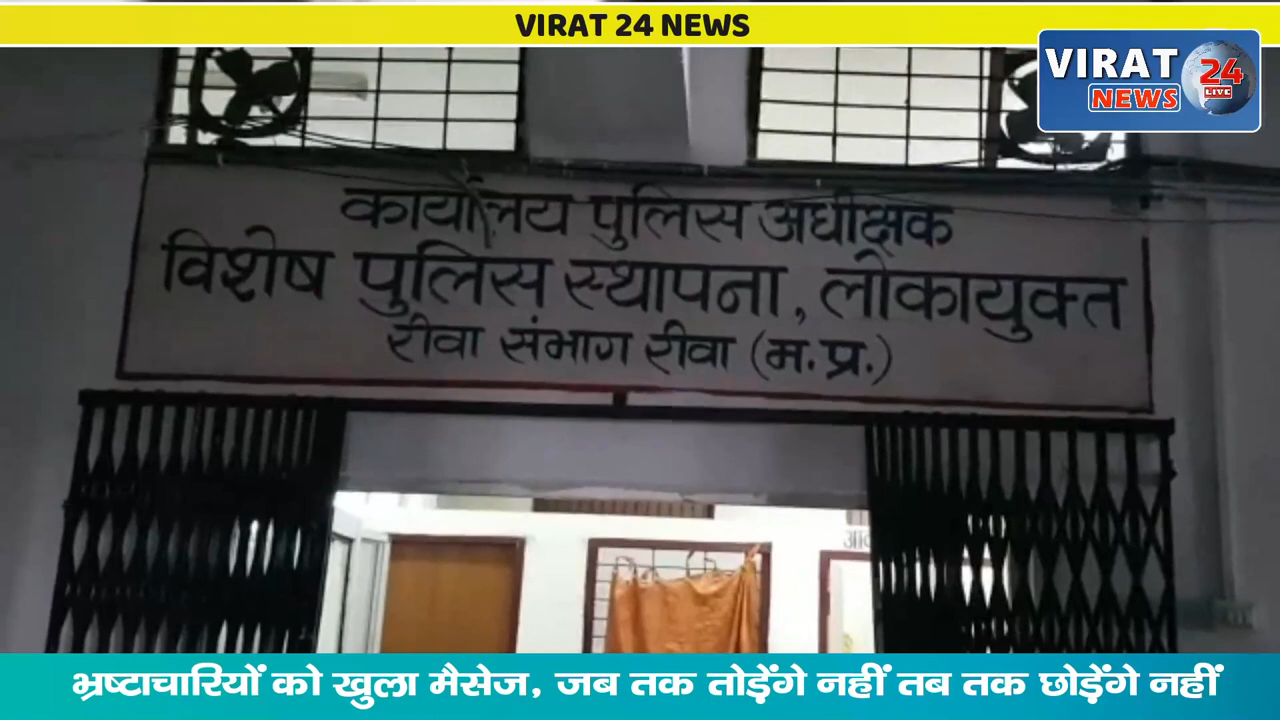 VIRAT 24 NEWS
VIRAT 24
NEWS LIVE
कार्यालय पुलिस अधीक्षक
विशेष पुलिस स्थापना, लोकायुक्त
रीवा संभाग रीवा (म.प्र.)
भ्रष्टाचारियों को खुला मैसेज, जब तक तोड़ेंगे नहीं तब तक छोड़ेंगे नहीं